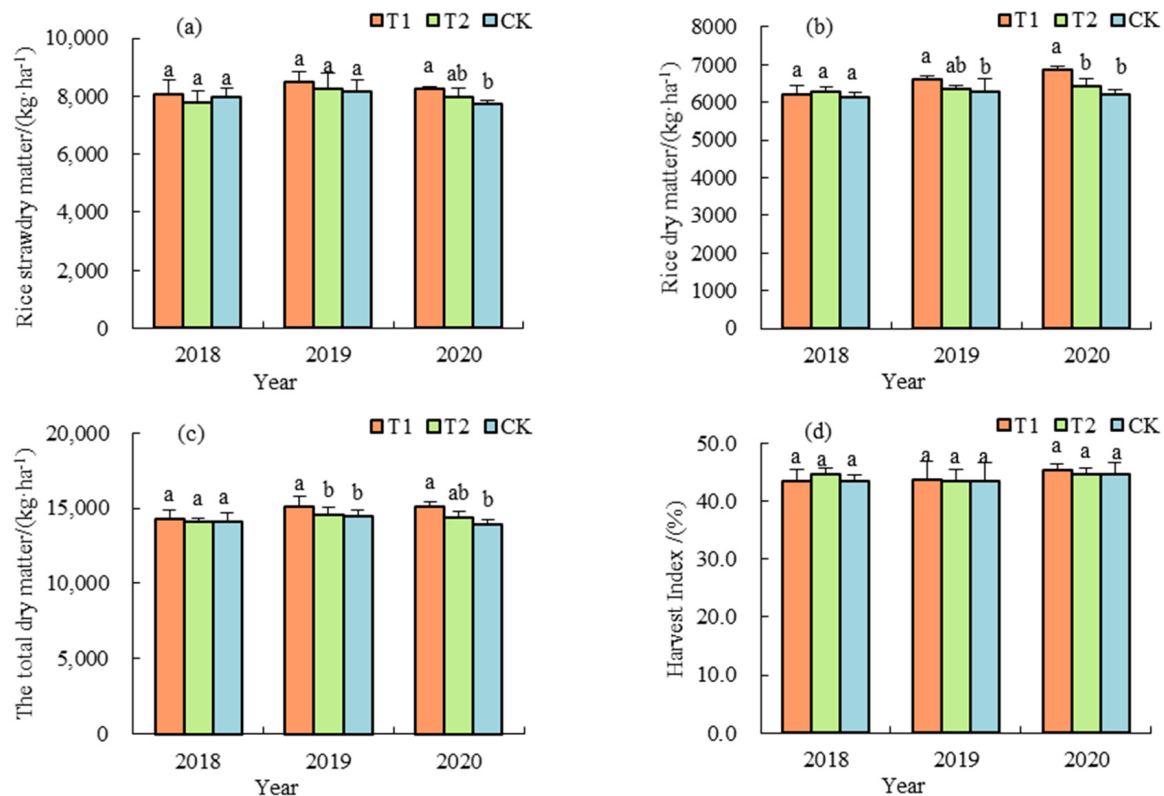 (a) T1 T2 CK
10,000
8,000
6,000
4,000
2,000
0
a a a
a a a
a ab b
2018 2019 2020
Year
Rice strawdry matter/(kg·ha⁻¹)
(b) T1 T2 CK
8000
7000
6000
5000
4000
3000
2000
1000
0
a a a
a ab b
a b b
2018 2019 2020
Year
Rice dry matter/(kg·ha⁻¹)
(c) T1 T2 CK
20,000
15,000
10,000
5,000
0
a a a
a b b
a ab b
2018 2019 2020
Year
The total dry matter/(kg·ha⁻¹)
(d) T1 T2 CK
50.0
40.0
30.0
20.0
10.0
0.0
a a a
a a a
a a a
2018 2019 2020
Year
Harvest Index /(%)